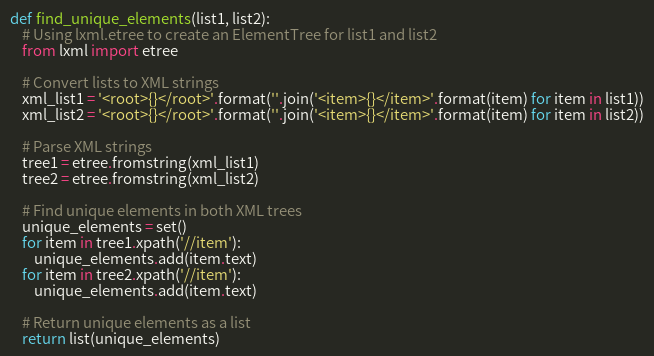 def find_unique_elements(list1, list2):
    # Using lxml.etree to create an ElementTree for list1 and list2
    from lxml import etree

    # Convert lists to XML strings
    xml_list1 = '<root>{}</root>'.format(''.join('<item>{}</item>'.format(item) for item in list1))
    xml_list2 = '<root>{}</root>'.format(''.join('<item>{}</item>'.format(item) for item in list2))

    # Parse XML strings
    tree1 = etree.fromstring(xml_list1)
    tree2 = etree.fromstring(xml_list2)

    # Find unique elements in both XML trees
    unique_elements = set()
    for item in tree1.xpath('//item'):
        unique_elements.add(item.text)
    for item in tree2.xpath('//item'):
        unique_elements.add(item.text)

    # Return unique elements as a list
    return list(unique_elements)